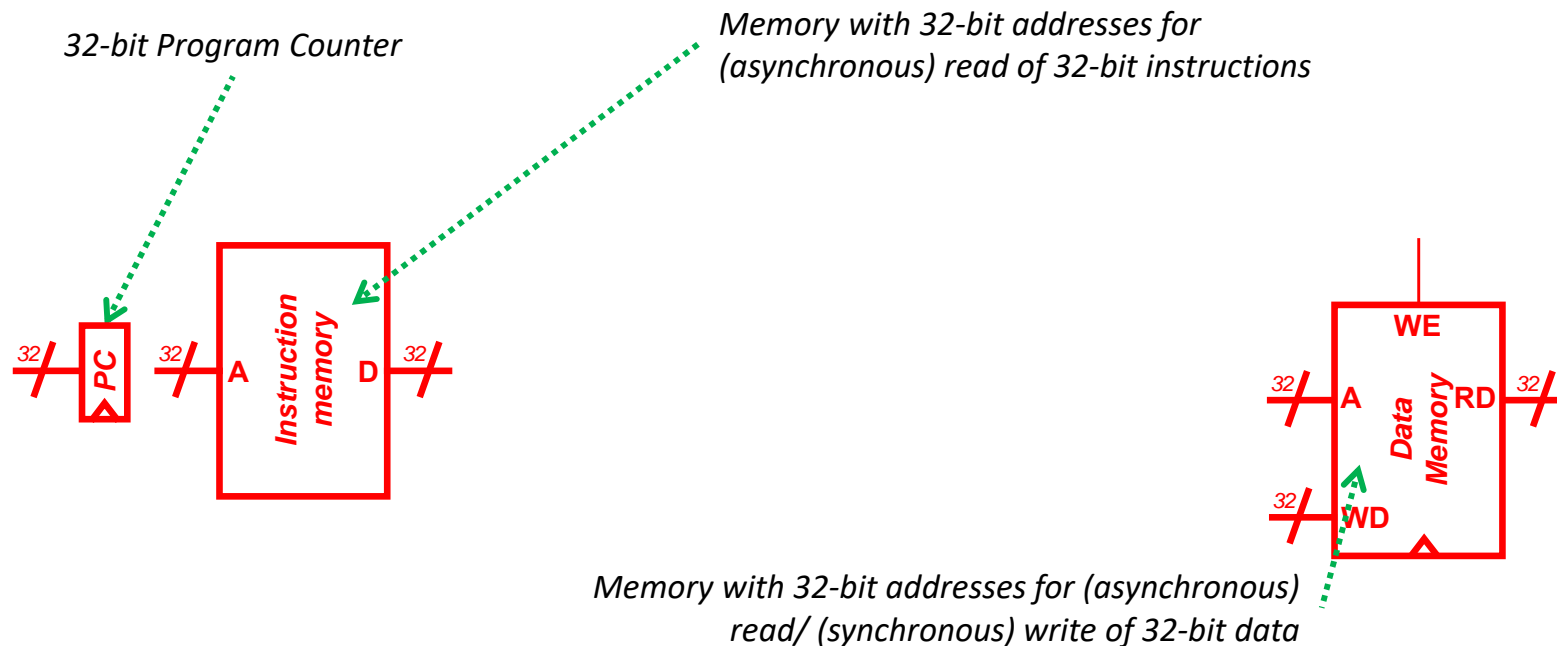 32-bit Program Counter
Memory with 32-bit addresses for
(asynchronous) read of 32-bit instructions
32
PC
32
A
Instruction
memory
D
32
WE
32
A
Data
Memory
RD
32
32
WD
Memory with 32-bit addresses for (asynchronous)
read/ (synchronous) write of 32-bit data